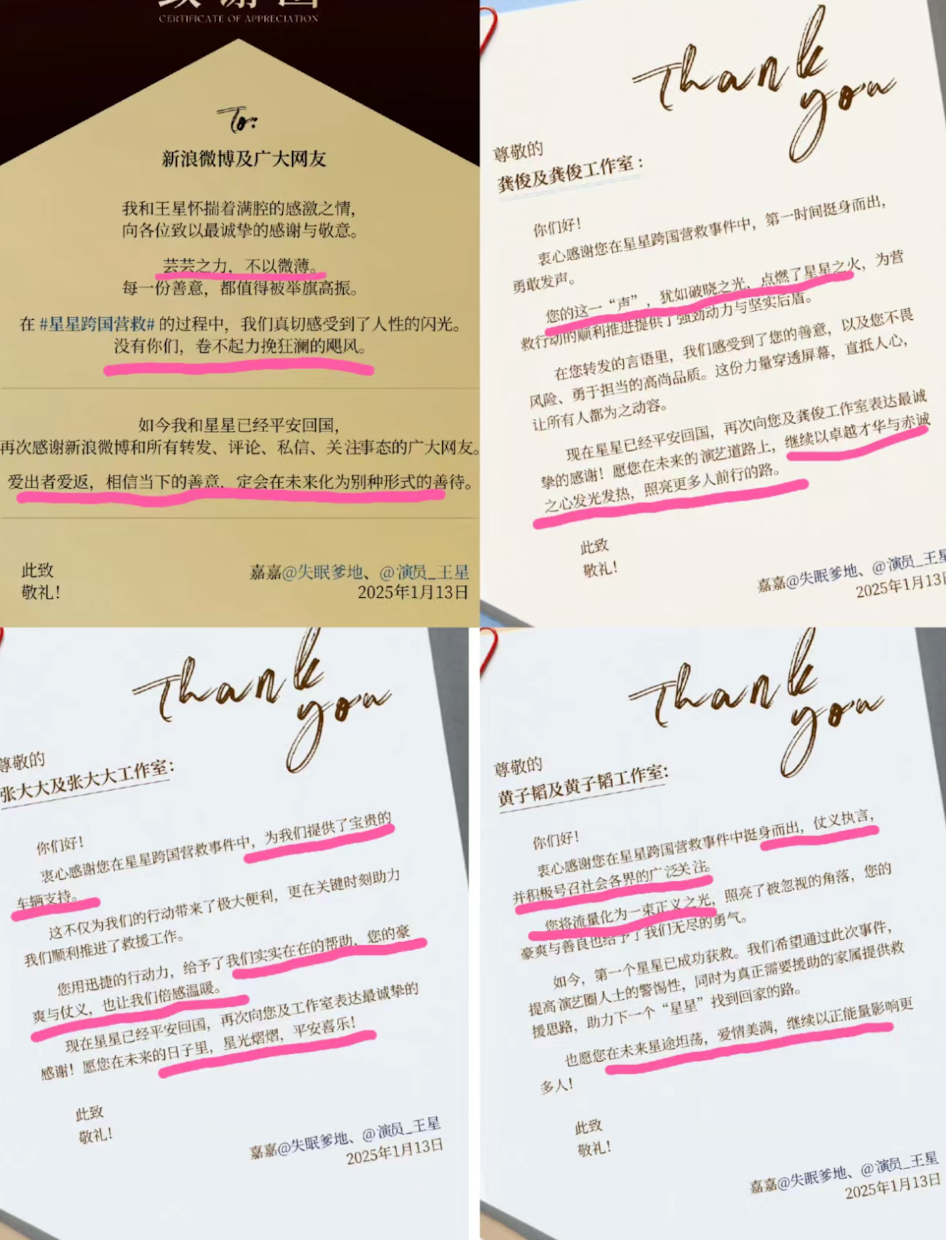 CERTIFICATE OF APPRECIATION
To:
新浪微博及广大网友
我和王星怀揣着满腔的感激之情，
向各位致以最诚挚的感谢与敬意。
芸芸之力，不以微薄。
每一份善意，都值得被举旗高振。
在 #星星跨国营救# 的过程中，我们真切感受到了人性的闪光。
没有你们，卷不起力挽狂澜的飓风。
如今我和星星已经平安回国，
再次感谢新浪微博和所有转发、评论、私信、关注事态的广大网友。
爱出者爱返，相信当下的善意，定会在未来化为别种形式的善待。
此致
敬礼！
嘉嘉@失眠爹地、@演员_王星
2025年1月13日
Thank
you
尊敬的
龚俊及龚俊工作室：
你们好！
衷心感谢您在星星跨国营救事件中，第一时间挺身而出，
勇敢发声。
您的这一“声”，犹如破晓之光，点燃了星星之火，为营
救行动的顺利推进提供了强劲动力与坚实后盾。
在您转发的言语里，我们感受到了您的善意，以及您不畏
风险、勇于担当的高尚品质。这份力量穿透屏幕，直抵人心，
让所有人都为之动容。
现在星星已经平安回国，再次向您及龚俊工作室表达最诚
挚的感谢！愿您在未来的演艺道路上，继续以卓越才华与赤诚
之心发光发热，照亮更多人前行的路。
此致
敬礼！
嘉嘉@失眠爹地、@演员_王星
2025年1月13日
Thank
you
尊敬的
张大大及张大大工作室：
你们好！
衷心感谢您在星星跨国营救事件中，为我们提供了宝贵的
车辆支持。
这不仅为我们的行动带来了极大便利，更在关键时刻助力
我们顺利推进了救援工作。
您用迅捷的行动力，给予了我们实实在在的帮助，您的豪
爽与仗义，也让我们倍感温暖。
现在星星已经平安回国，再次向您及工作室表达最诚挚的
感谢！愿您在未来的日子里，星光熠熠，平安喜乐！
此致
敬礼！
嘉嘉@失眠爹地、@演员_王星
2025年1月13日
Thank
you
尊敬的
黄子韬及黄子韬工作室：
你们好！
衷心感谢您在星星跨国营救事件中挺身而出，仗义执言，
并积极号召社会各界的广泛关注。
您将流量化为一束正义之光，照亮了被忽视的角落，您的
豪爽与善良也给予了我们无尽的勇气。
如今，第一个星星已成功获救。我们希望通过此次事件，
提高演艺圈人士的警惕性，同时为真正需要援助的家属提供救
援思路，助力下一个“星星”找到回家的路。
也愿您在未来星途坦荡，爱情美满，继续以正能量影响更
多人！
此致
敬礼！
嘉嘉@失眠爹地、@演员_王星
2025年1月13日